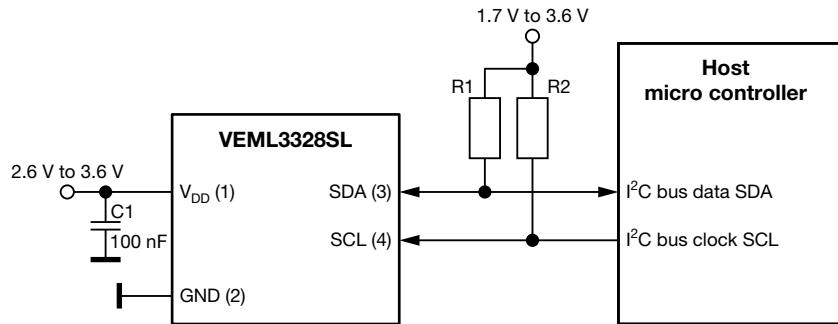 1.7 V to 3.6 V
Host
micro controller
R1
R2
VEML3328SL
2.6 V to 3.6 V
V_DD (1)
SDA (3)
I²C bus data SDA
C1
100 nF
SCL (4)
I²C bus clock SCL
GND (2)